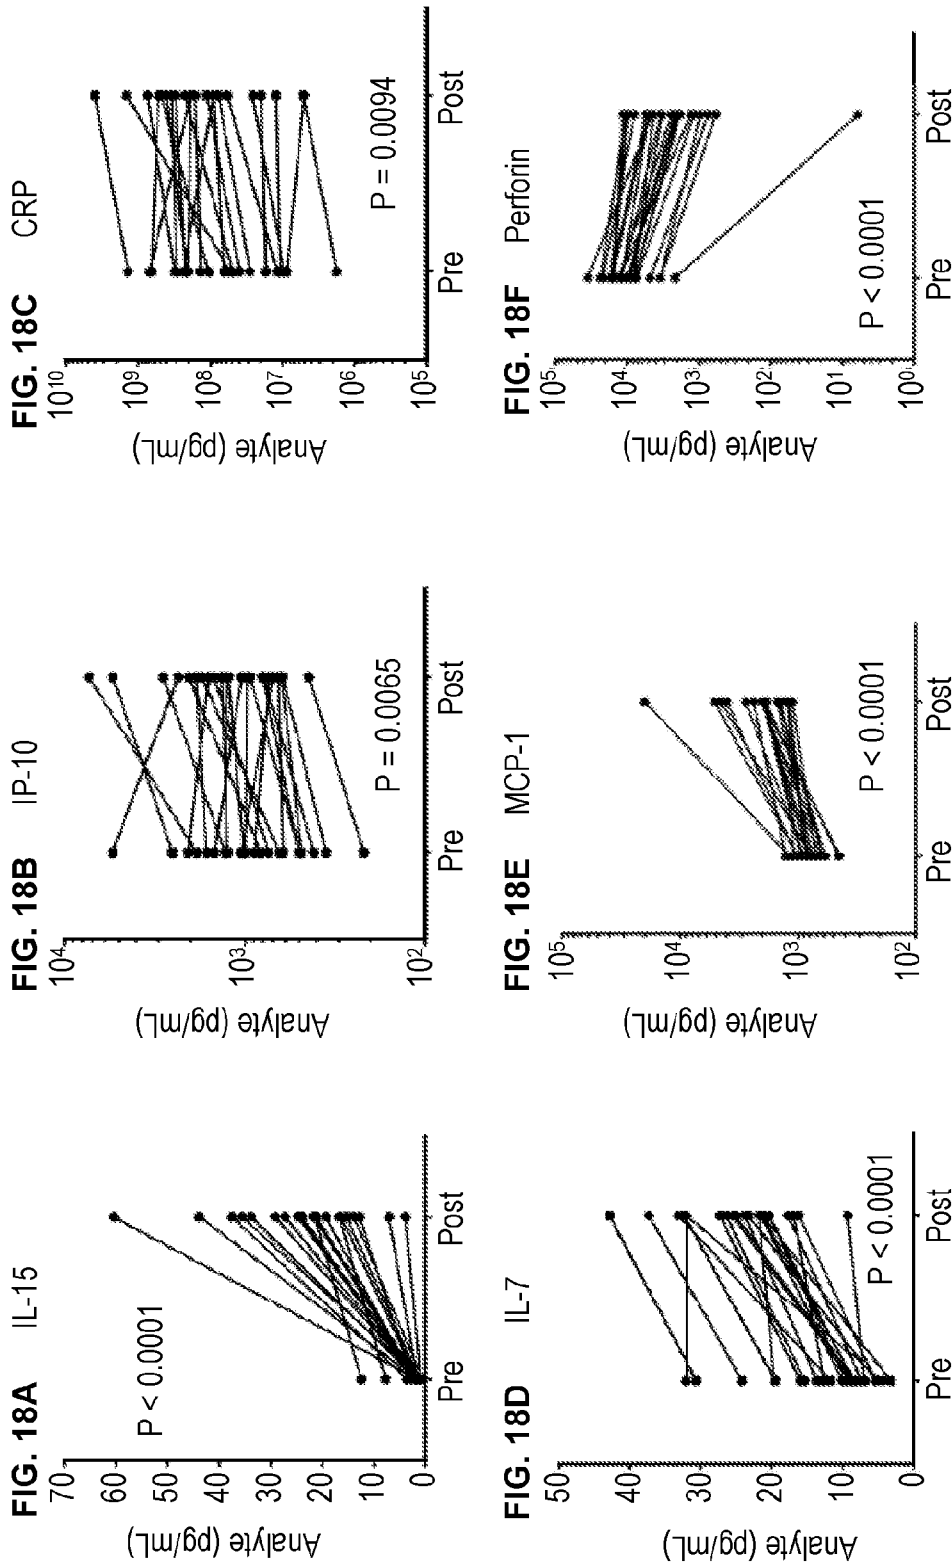 FIG. 18A IL-15
Analyte (pg/mL)
70
60
50
40
30
20
10
0
P < 0.0001
Pre Post
FIG. 18B IP-10
Analyte (pg/mL)
10⁴
10³
10²
P = 0.0065
Pre Post
FIG. 18C CRP
Analyte (pg/mL)
10¹⁰
10⁹
10⁸
10⁷
10⁶
10⁵
P = 0.0094
Pre Post
FIG. 18D IL-7
Analyte (pg/mL)
50
40
30
20
10
0
P < 0.0001
Pre Post
FIG. 18E MCP-1
Analyte (pg/mL)
10⁵
10⁴
10³
10²
P < 0.0001
Pre Post
FIG. 18F Perforin
Analyte (pg/mL)
10⁵
10⁴
10³
10²
10¹
10⁰
P < 0.0001
Pre Post